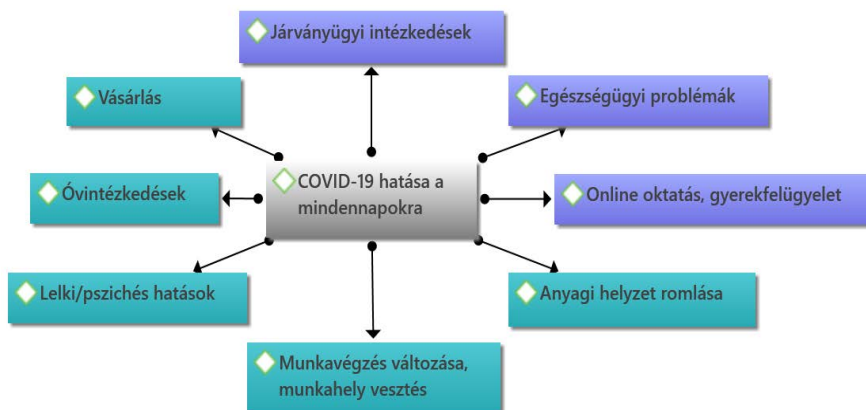 Járványügyi intézkedések
Vásárlás
Egészségügyi problémák
COVID-19 hatása a
mindennapokra
Óvintézkedések
Online oktatás, gyerekfelügyelet
Lelki/pszichés hatások
Anyagi helyzet romlása
Munkavégzés változása,
munkahely vesztés